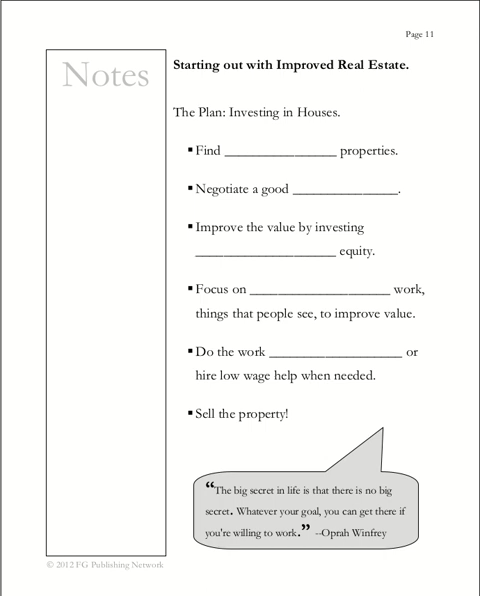 Page 11
Notes
Starting out with Improved Real Estate.
The Plan: Investing in Houses.
▪ Find ________________ properties.
▪ Negotiate a good _______________.
▪ Improve the value by investing
____________________ equity.
▪ Focus on ____________________ work,
things that people see, to improve value.
▪ Do the work ___________________ or
hire low wage help when needed.
▪ Sell the property!
“The big secret in life is that there is no big
secret. Whatever your goal, you can get there if
you're willing to work.” --Oprah Winfrey
© 2012 FG Publishing Network